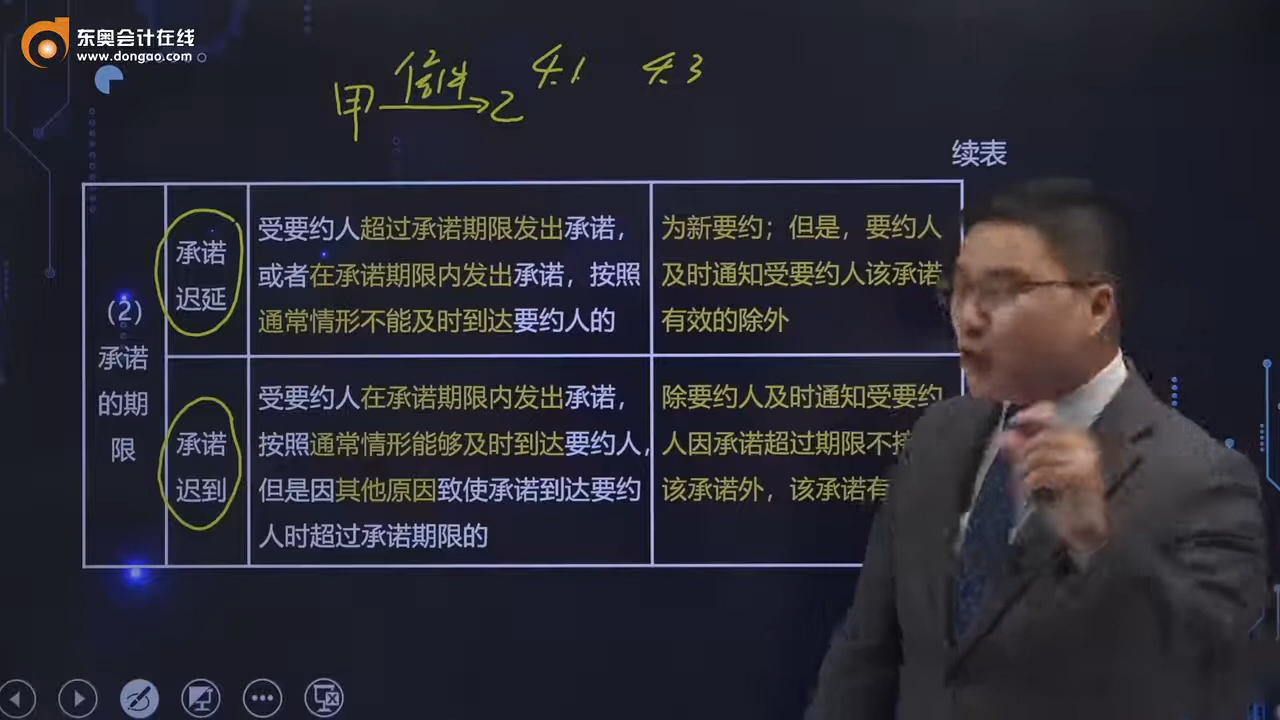 东奥会计在线
www.dongao.com
甲 信件 乙 4.1 4.3
续表
(2)
承诺
的期
限
承诺
迟延
受要约人超过承诺期限发出承诺，
或者在承诺期限内发出承诺，按照
通常情形不能及时到达要约人的
为新要约；但是，要约人
及时通知受要约人该承诺
有效的除外
承诺
迟到
受要约人在承诺期限内发出承诺，
按照通常情形能够及时到达要约人，
但是因其他原因致使承诺到达要约
人时超过承诺期限的
除要约人及时通知受要约
人因承诺超过期限不接
该承诺外，该承诺有